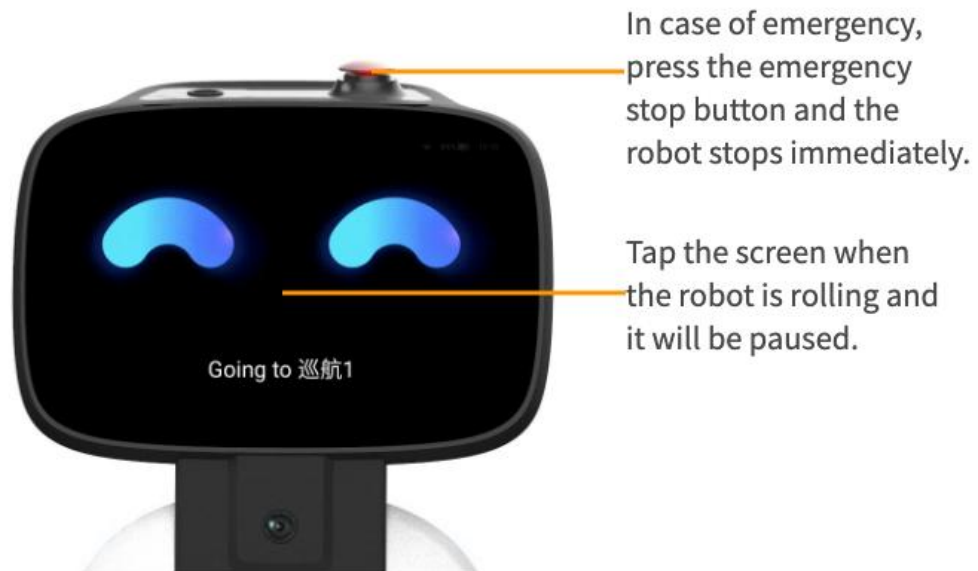 In case of emergency,
press the emergency
stop button and the
robot stops immediately.
Tap the screen when
the robot is rolling and
it will be paused.
Going to 巡航1